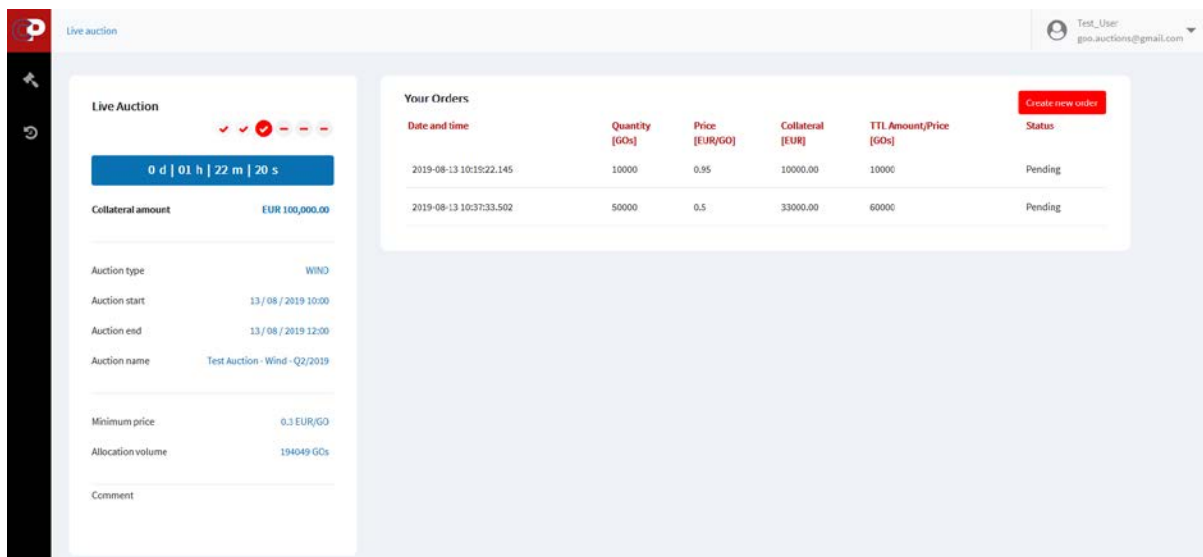 Live auction
Test_User
goo.auctions@gmail.com
Live Auction
0 d | 01 h | 22 m | 20 s
Collateral amount EUR 100,000.00
Auction type WIND
Auction start 13 / 08 / 2019 10:00
Auction end 13 / 08 / 2019 12:00
Auction name Test Auction - Wind - Q2/2019
Minimum price 0.3 EUR/GO
Allocation volume 194049 GOs
Comment
Your Orders
Create new order
Date and time Quantity [GOs] Price [EUR/GO] Collateral [EUR] TTL Amount/Price [GOs] Status
2019-08-13 10:19:22.145 10000 0.95 10000.00 10000 Pending
2019-08-13 10:37:33.502 50000 0.5 33000.00 60000 Pending